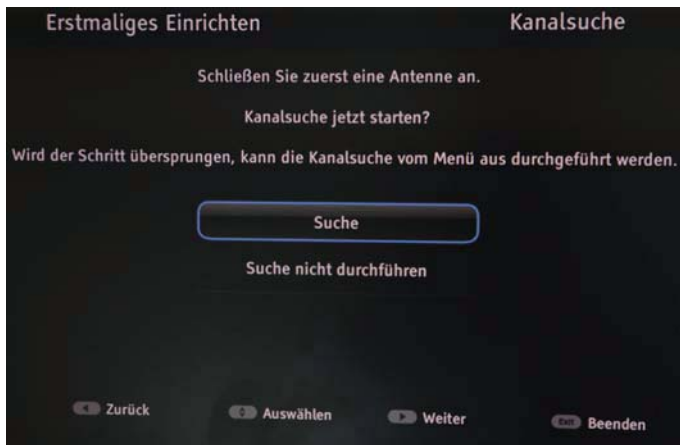 Erstmaliges Einrichten Kanalsuche
Schließen Sie zuerst eine Antenne an.
Kanalsuche jetzt starten?
Wird der Schritt übersprungen, kann die Kanalsuche vom Menü aus durchgeführt werden.
Suche
Suche nicht durchführen
Zurück Auswählen Weiter Exit Beenden